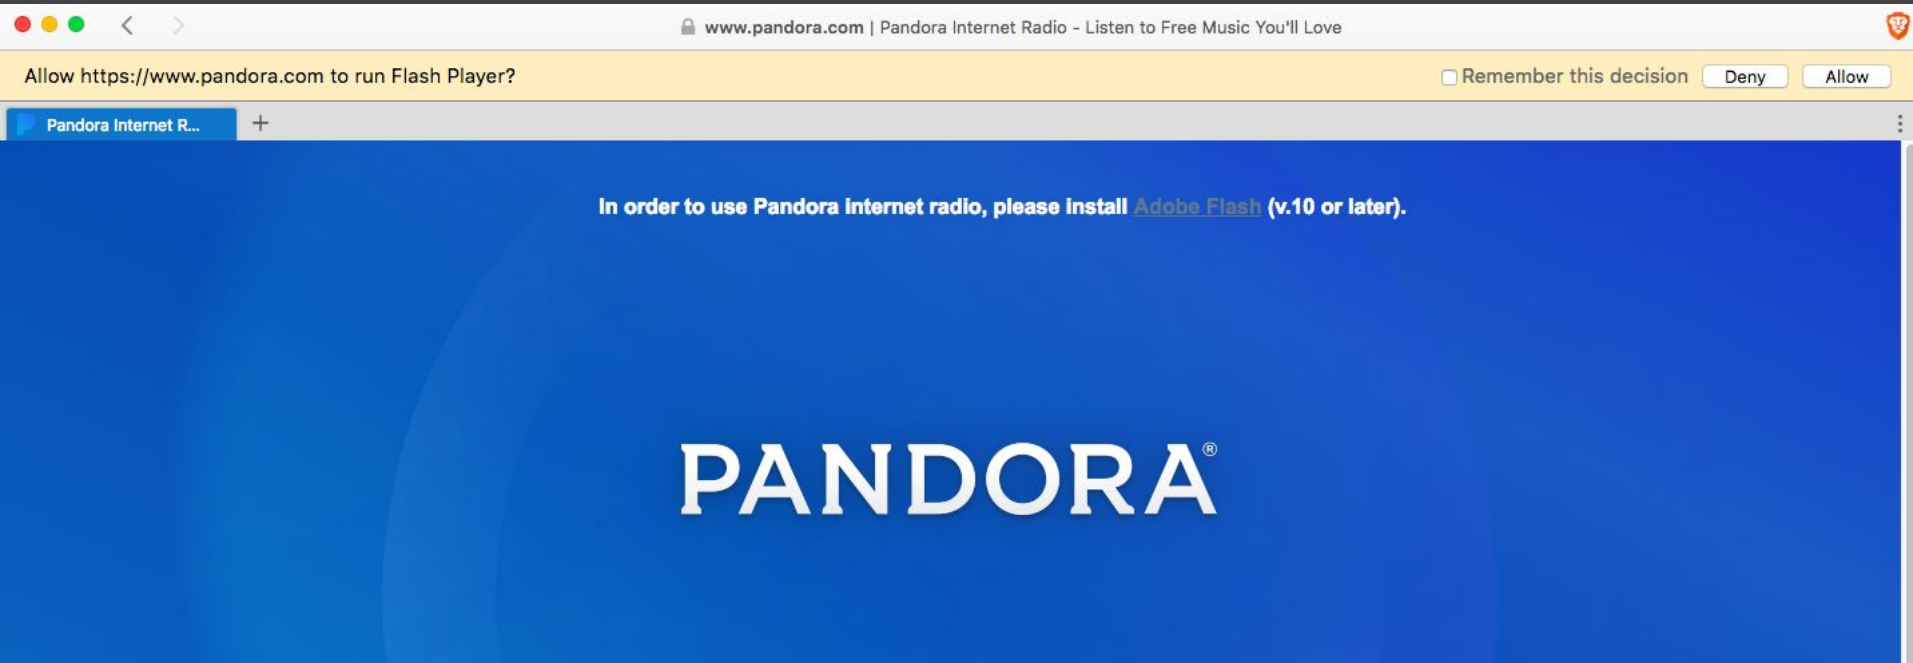 www.pandora.com | Pandora Internet Radio - Listen to Free Music You'll Love
Allow https://www.pandora.com to run Flash Player?
Remember this decision
Deny
Allow
Pandora Internet R...
In order to use Pandora internet radio, please install Adobe Flash (v.10 or later).
PANDORA®